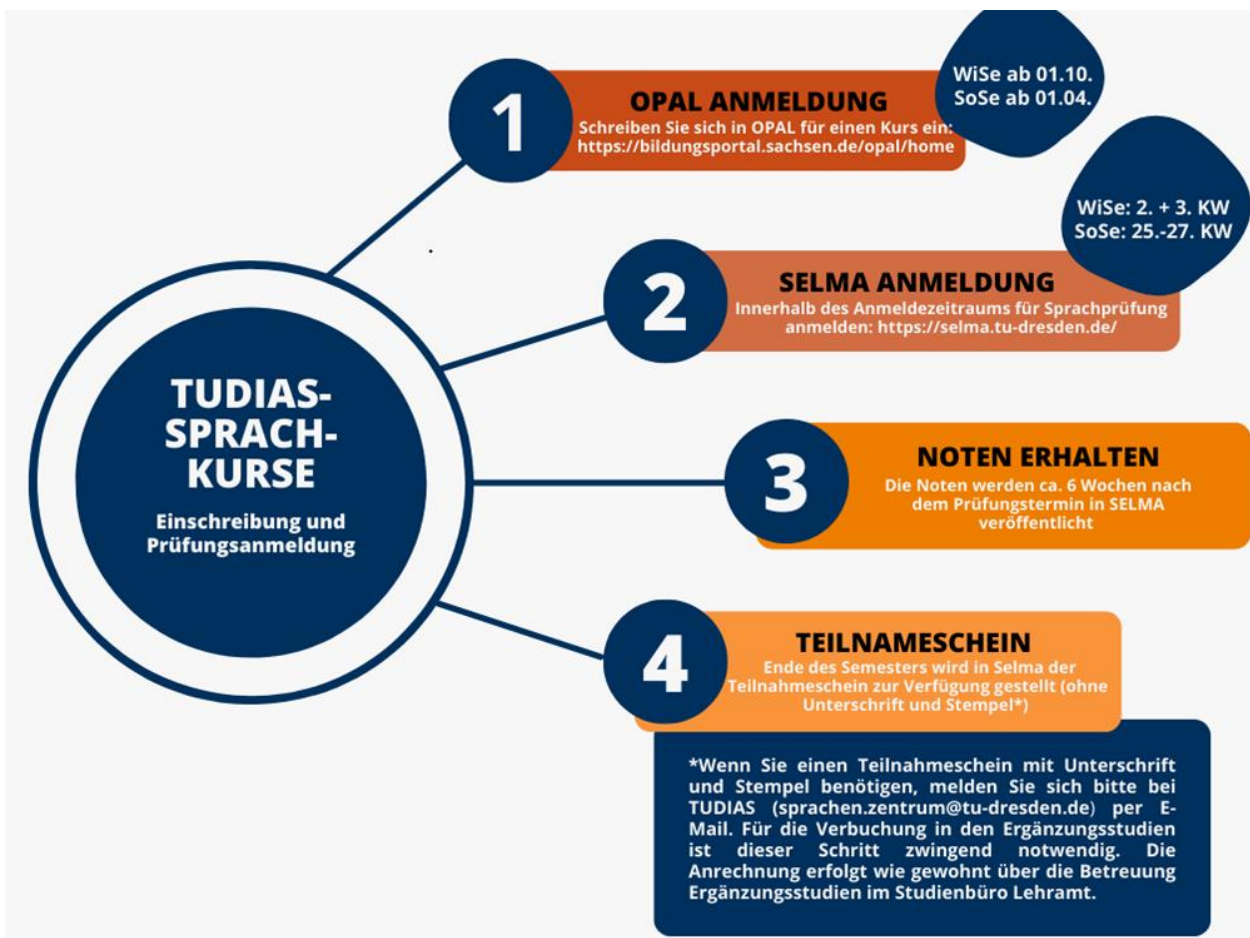 TUDIAS-
SPRACH-
KURSE
Einschreibung und
Prüfungsanmeldung
1
OPAL ANMELDUNG
Schreiben Sie sich in OPAL für einen Kurs ein:
https://bildungsportal.sachsen.de/opal/home
WiSe ab 01.10.
SoSe ab 01.04.
2
SELMA ANMELDUNG
Innerhalb des Anmeldezeitraums für Sprachprüfung
anmelden: https://selma.tu-dresden.de/
WiSe: 2. + 3. KW
SoSe: 25.-27. KW
3
NOTEN ERHALTEN
Die Noten werden ca. 6 Wochen nach
dem Prüfungstermin in SELMA
veröffentlicht
4
TEILNAMESCHEIN
Ende des Semesters wird in Selma der
Teilnahmeschein zur Verfügung gestellt (ohne
Unterschrift und Stempel*)
*Wenn Sie einen Teilnahmeschein mit Unterschrift
und Stempel benötigen, melden Sie sich bitte bei
TUDIAS (sprachen.zentrum@tu-dresden.de) per E-
Mail. Für die Verbuchung in den Ergänzungsstudien
ist dieser Schritt zwingend notwendig. Die
Anrechnung erfolgt wie gewohnt über die Betreuung
Ergänzungsstudien im Studienbüro Lehramt.